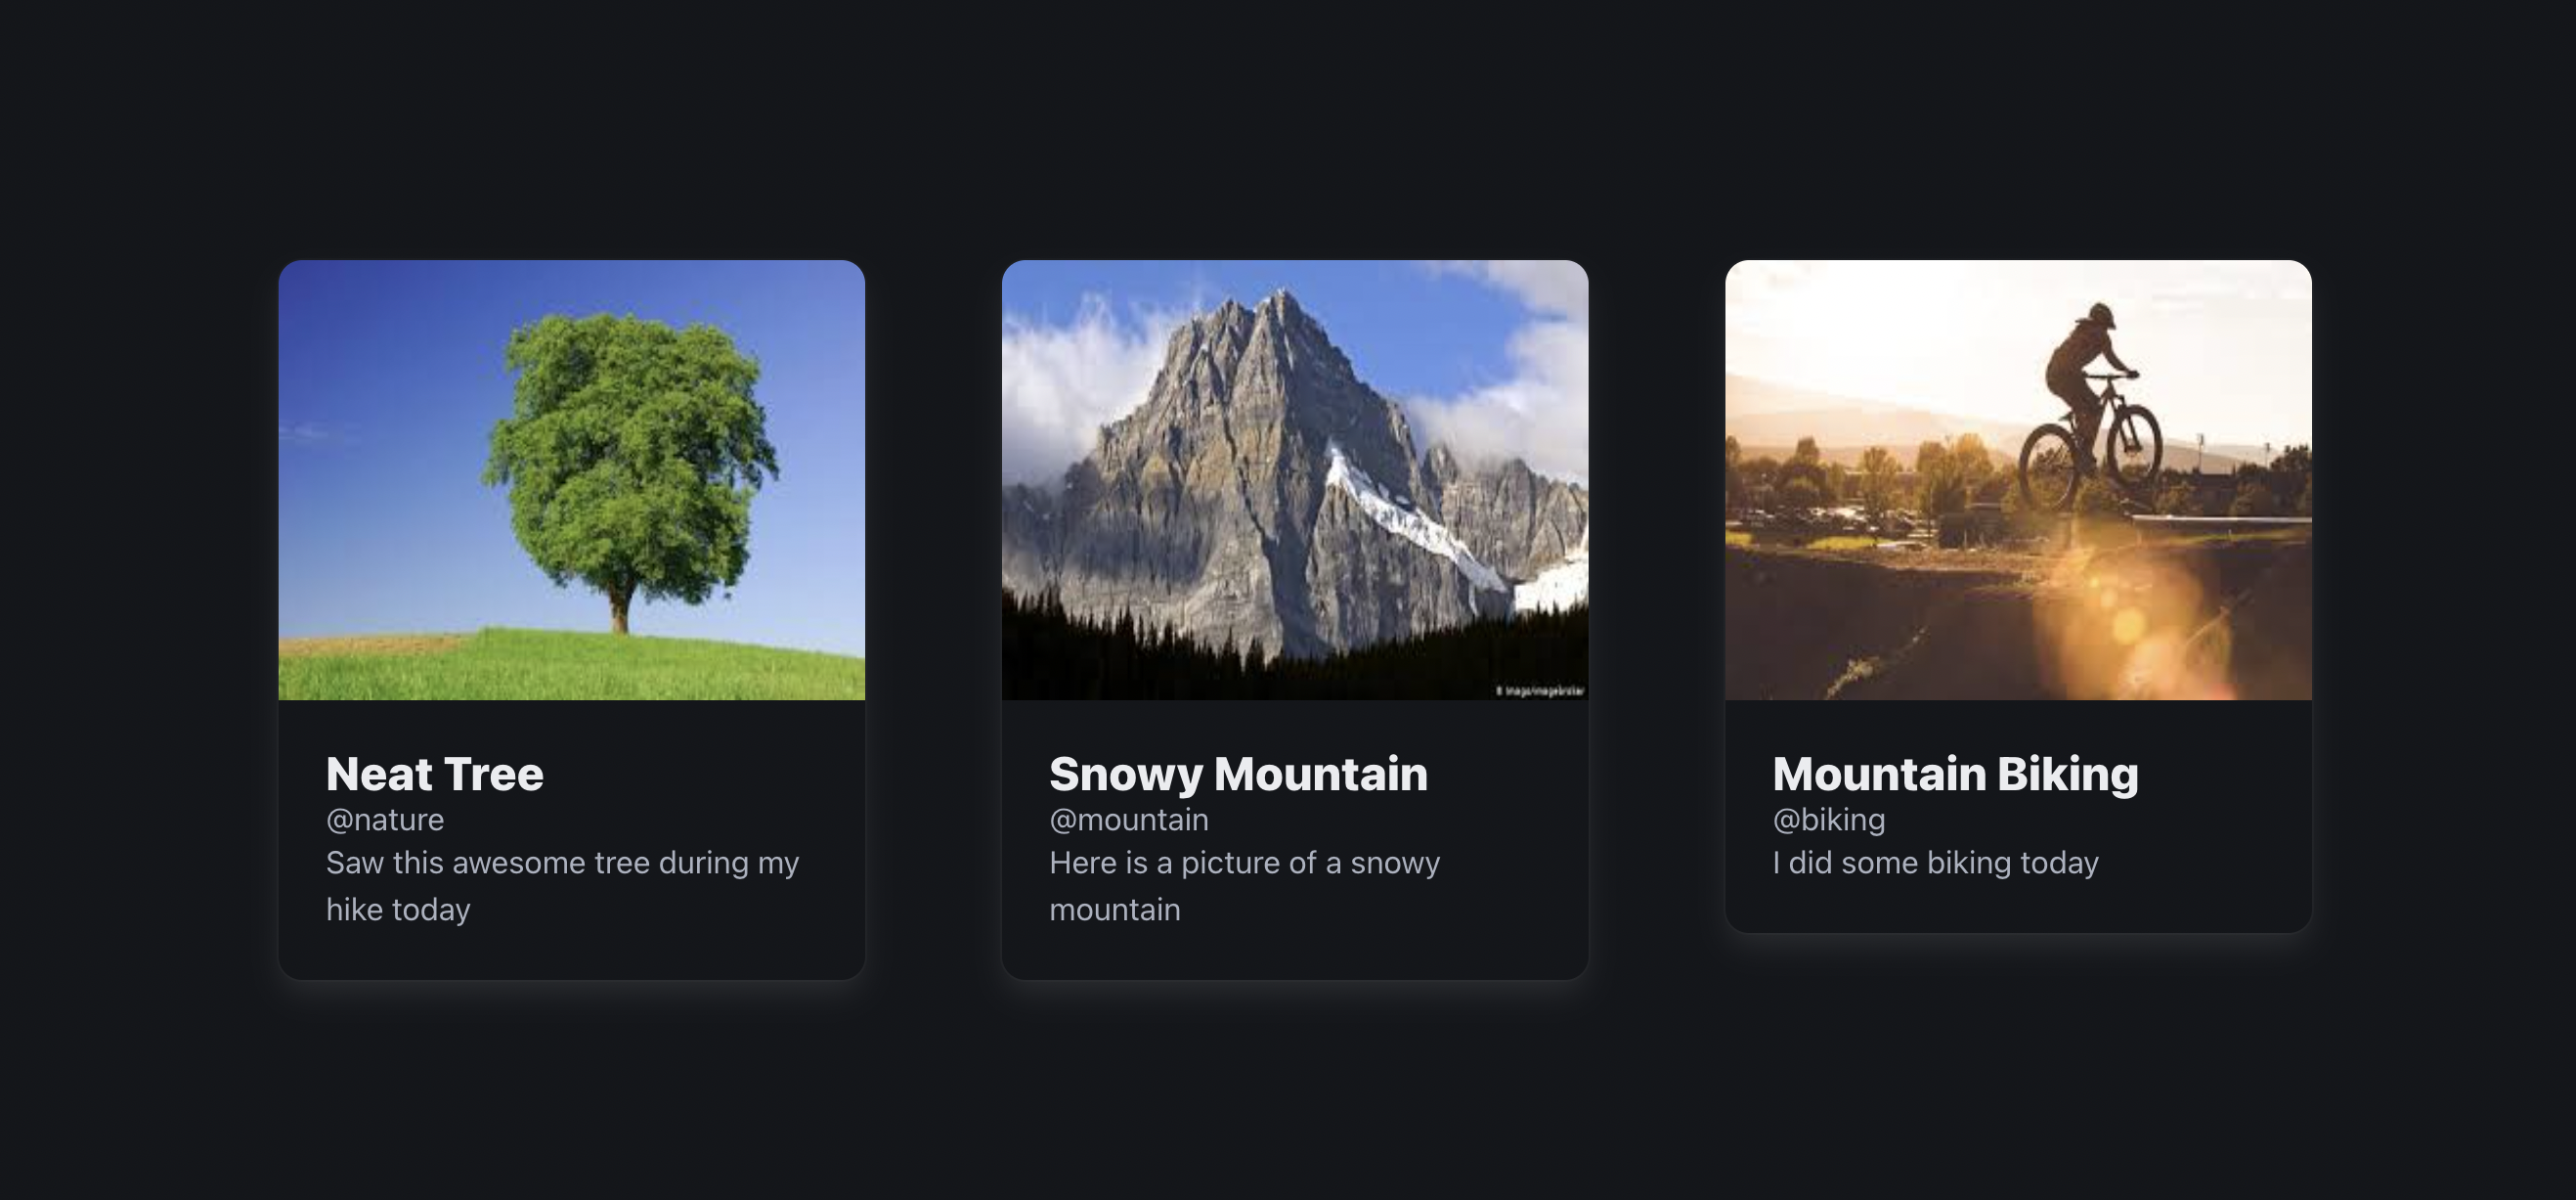 Neat Tree
@nature
Saw this awesome tree during my
hike today
Snowy Mountain
@mountain
Here is a picture of a snowy
mountain
Mountain Biking
@biking
I did some biking today